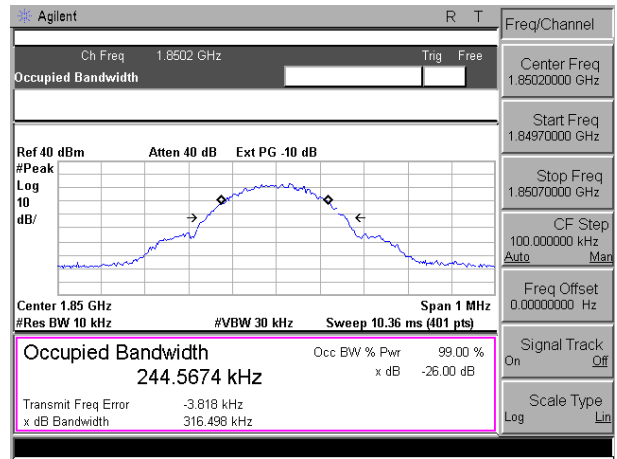 Agilent R T
Ch Freq 1.8502 GHz Trig Free
Occupied Bandwidth
Ref 40 dBm Atten 40 dB Ext PG -10 dB
#Peak
Log
10
dB/
Center 1.85 GHz Span 1 MHz
#Res BW 10 kHz #VBW 30 kHz Sweep 10.36 ms (401 pts)
Occupied Bandwidth Occ BW % Pwr 99.00 %
244.5674 kHz x dB -26.00 dB
Transmit Freq Error -3.818 kHz
x dB Bandwidth 316.498 kHz
Freq/Channel
Center Freq
1.85020000 GHz
Start Freq
1.84970000 GHz
Stop Freq
1.85070000 GHz
CF Step
100.000000 kHz
Auto Man
Freq Offset
0.00000000 Hz
Signal Track
On Off
Scale Type
Log Lin